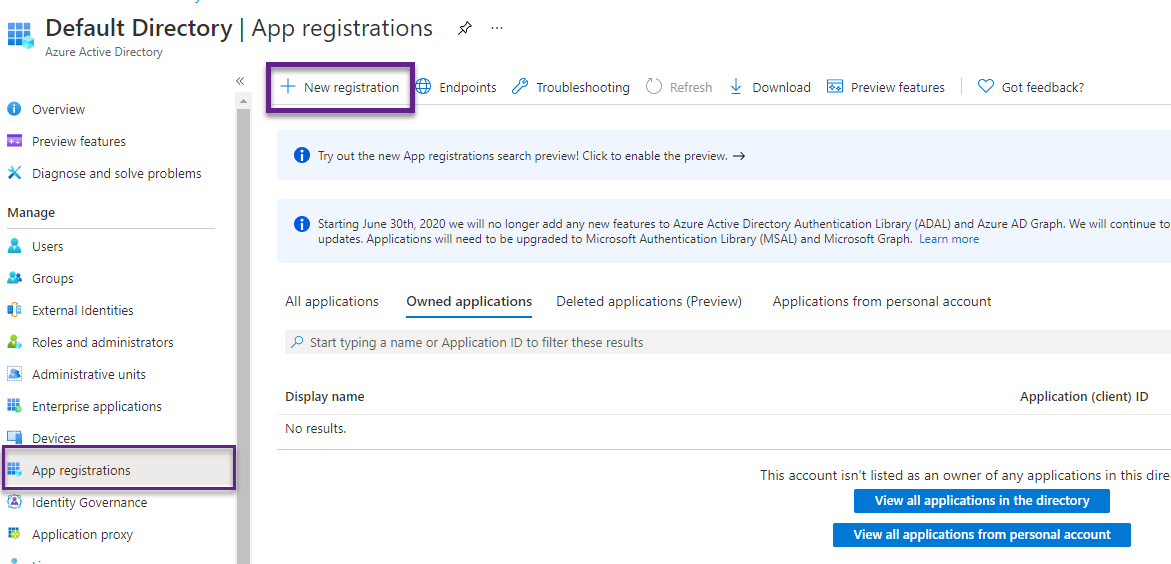 Default Directory | App registrations
Azure Active Directory
New registration
Endpoints
Troubleshooting
Refresh
Download
Preview features
Got feedback?
Overview
Preview features
Diagnose and solve problems
Manage
Users
Groups
External Identities
Roles and administrators
Administrative units
Enterprise applications
Devices
App registrations
Identity Governance
Application proxy
Try out the new App registrations search preview! Click to enable the preview.
Starting June 30th, 2020 we will no longer add any new features to Azure Active Directory Authentication Library (ADAL) and Azure AD Graph. We will continue to
updates. Applications will need to be upgraded to Microsoft Authentication Library (MSAL) and Microsoft Graph. Learn more
All applications
Owned applications
Deleted applications (Preview)
Applications from personal account
Start typing a name or Application ID to filter these results
Display name
Application (client) ID
No results.
This account isn't listed as an owner of any applications in this dire
View all applications in the directory
View all applications from personal account